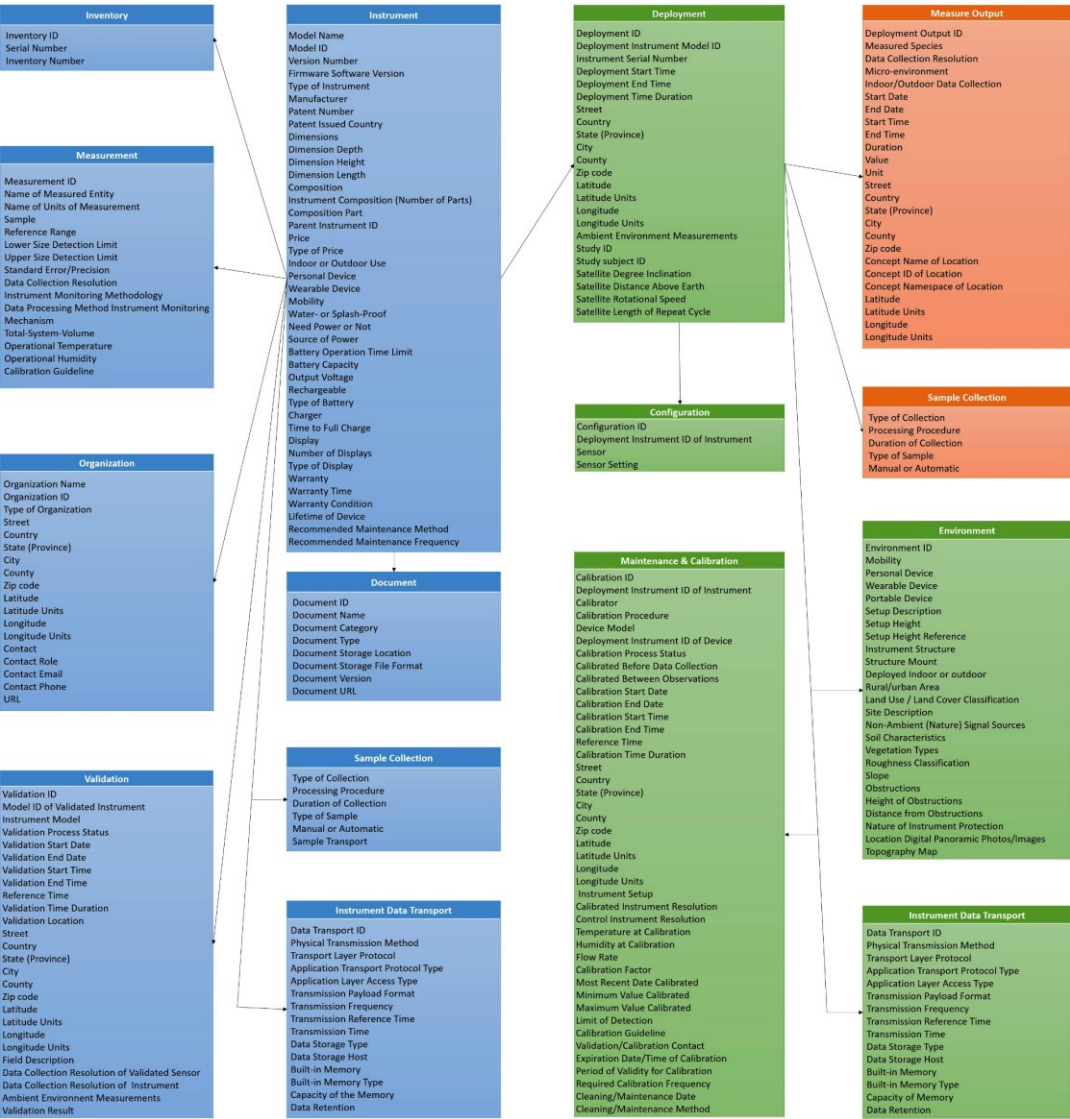 Inventory
Inventory ID
Serial Number
Inventory Number
Measurement
Measurement ID
Name of Measured Entity
Name of Units of Measurement
Sample
Reference Range
Lower Size Detection Limit
Upper Size Detection Limit
Standard Error/Precision
Data Collection Resolution
Instrument Monitoring Methodology
Data Processing Method Instrument Monitoring
Mechanism
Total-System-Volume
Operational Temperature
Operational Humidity
Calibration Guideline
Organization
Organization Name
Organization ID
Type of Organization
Street
Country
State (Province)
City
County
Zip code
Latitude
Latitude Units
Longitude
Longitude Units
Contact
Contact Role
Contact Email
Contact Phone
URL
Validation
Validation ID
Model ID of Validated Instrument
Instrument Model
Validation Process Status
Validation Start Date
Validation End Date
Validation Start Time
Validation End Time
Reference Time
Validation Time Duration
Validation Location
Street
Country
State (Province)
City
County
Zip code
Latitude
Latitude Units
Longitude
Longitude Units
Field Description
Data Collection Resolution of Validated Sensor
Data Collection Resolution of Instrument
Ambient Environment Measurements
Validation Result
Instrument
Model Name
Model ID
Version Number
Firmware Software Version
Type of Instrument
Manufacturer
Patent Number
Patent Issued Country
Dimensions
Dimension Depth
Dimension Height
Dimension Length
Composition
Instrument Composition (Number of Parts)
Composition Part
Parent Instrument ID
Price
Type of Price
Indoor or Outdoor Use
Personal Device
Wearable Device
Mobility
Water- or Splash-Proof
Need Power or Not
Source of Power
Battery Operation Time Limit
Battery Capacity
Output Voltage
Rechargeable
Type of Battery
Charger
Time to Full Charge
Display
Number of Displays
Type of Display
Warranty
Warranty Time
Warranty Condition
Lifetime of Device
Recommended Maintenance Method
Recommended Maintenance Frequency
Document
Document ID
Document Name
Document Category
Document Type
Document Storage Location
Document Storage File Format
Document Version
Document URL
Sample Collection
Type of Collection
Processing Procedure
Duration of Collection
Type of Sample
Manual or Automatic
Sample Transport
Instrument Data Transport
Data Transport ID
Physical Transmission Method
Transport Layer Protocol
Application Transport Protocol Type
Application Layer Access Type
Transmission Payload Format
Transmission Frequency
Transmission Reference Time
Transmission Time
Data Storage Type
Data Storage Host
Built-in Memory
Built-in Memory Type
Capacity of the Memory
Data Retention
Deployment
Deployment ID
Deployment Instrument Model ID
Instrument Serial Number
Deployment Start Time
Deployment End Time
Deployment Time Duration
Street
Country
State (Province)
City
County
Zip code
Latitude
Latitude Units
Longitude
Longitude Units
Ambient Environment Measurements
Study ID
Study subject ID
Satellite Degree Inclination
Satellite Distance Above Earth
Satellite Rotational Speed
Satellite Length of Repeat Cycle
Configuration
Configuration ID
Deployment Instrument ID of Instrument
Sensor
Sensor Setting
Maintenance & Calibration
Calibration ID
Deployment Instrument ID of Instrument
Calibrator
Calibration Procedure
Device Model
Deployment Instrument ID of Device
Calibration Process Status
Calibrated Before Data Collection
Calibrated Between Observations
Calibration Start Date
Calibration End Date
Calibration Start Time
Calibration End Time
Reference Time
Calibration Time Duration
Street
Country
State (Province)
City
County
Zip code
Latitude
Latitude Units
Longitude
Longitude Units
Instrument Setup
Calibrated Instrument Resolution
Control Instrument Resolution
Temperature at Calibration
Humidity at Calibration
Flow Rate
Calibration Factor
Most Recent Date Calibrated
Minimum Value Calibrated
Maximum Value Calibrated
Limit of Detection
Calibration Guideline
Validation/Calibration Contact
Expiration Date/Time of Calibration
Period of Validity for Calibration
Required Calibration Frequency
Cleaning/Maintenance Date
Cleaning/Maintenance Method
Measure Output
Deployment Output ID
Measured Species
Data Collection Resolution
Micro-environment
Indoor/Outdoor Data Collection
Start Date
End Date
Start Time
End Time
Duration
Value
Unit
Street
Country
State (Province)
City
County
Zip code
Concept Name of Location
Concept ID of Location
Concept Namespace of Location
Latitude
Latitude Units
Longitude
Longitude Units
Sample Collection
Type of Collection
Processing Procedure
Duration of Collection
Type of Sample
Manual or Automatic
Environment
Environment ID
Mobility
Personal Device
Wearable Device
Portable Device
Setup Description
Setup Height
Setup Height Reference
Instrument Structure
Structure Mount
Deployed Indoor or outdoor
Rural/urban Area
Land Use / Land Cover Classification
Site Description
Non-Ambient (Nature) Signal Sources
Soil Characteristics
Vegetation Types
Roughness Classification
Slope
Obstructions
Height of Obstructions
Distance from Obstructions
Nature of Instrument Protection
Location Digital Panoramic Photos/Images
Topography Map
Instrument Data Transport
Data Transport ID
Physical Transmission Method
Transport Layer Protocol
Application Transport Protocol Type
Application Layer Access Type
Transmission Payload Format
Transmission Frequency
Transmission Reference Time
Transmission Time
Data Storage Type
Data Storage Host
Built-in Memory
Built-in Memory Type
Capacity of Memory
Data Retention